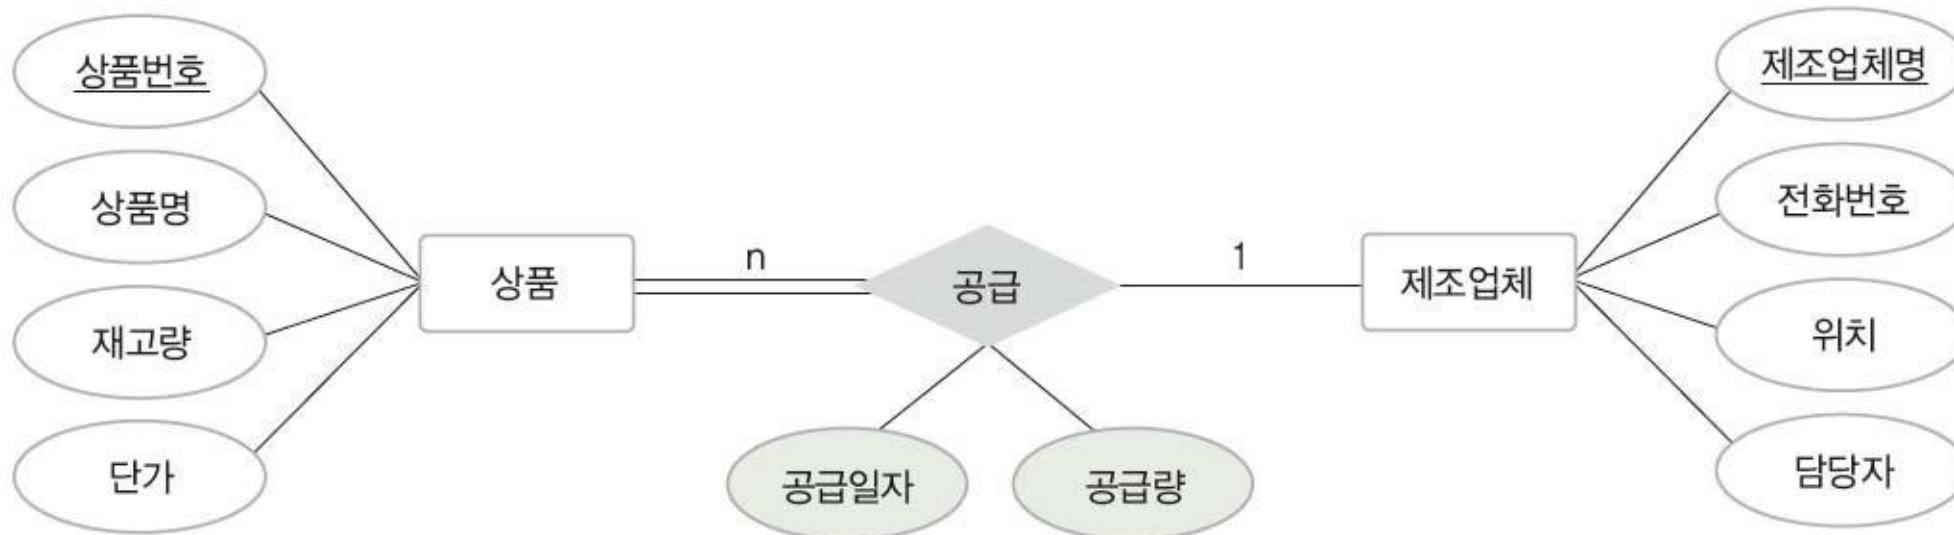 상품번호
상품명
재고량
단가
상품
n
공급
1
제조업체
공급일자
공급량
제조업체명
전화번호
위치
담당자